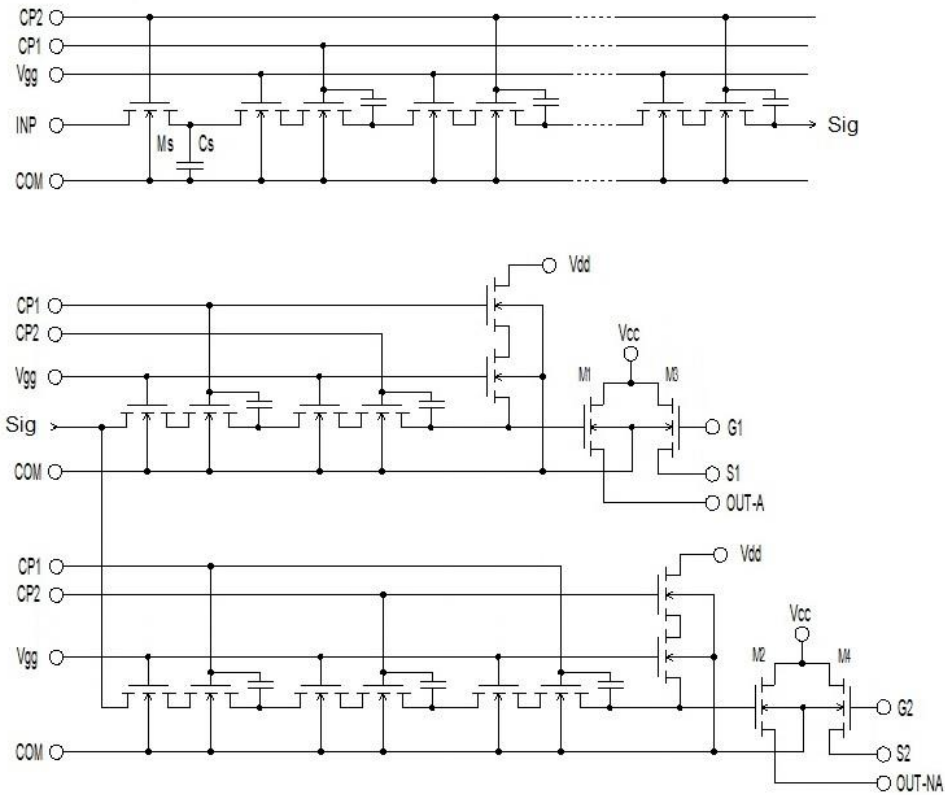 CP2
CP1
Vgg
INP
Ms Cs
Sig
COM
Vdd
CP1
CP2
Vcc
Vgg
M1 M3
Sig
G1
COM
S1
OUT-A
Vdd
CP1
CP2
Vcc
Vgg
M2 M4
G2
COM
S2
OUT-NA